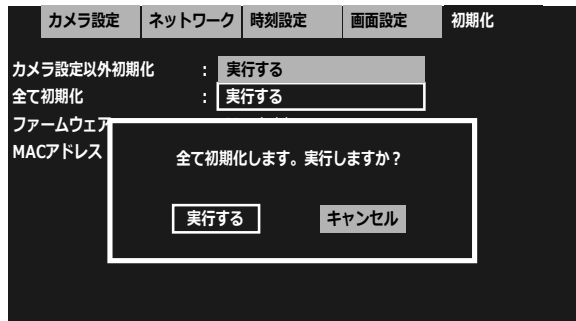 カメラ設定 ネットワーク 時刻設定 画面設定 初期化
カメラ設定以外初期化 : 実行する
全て初期化 : 実行する
ファームウェア
MACアドレス
全て初期化します。実行しますか？
実行する キャンセル